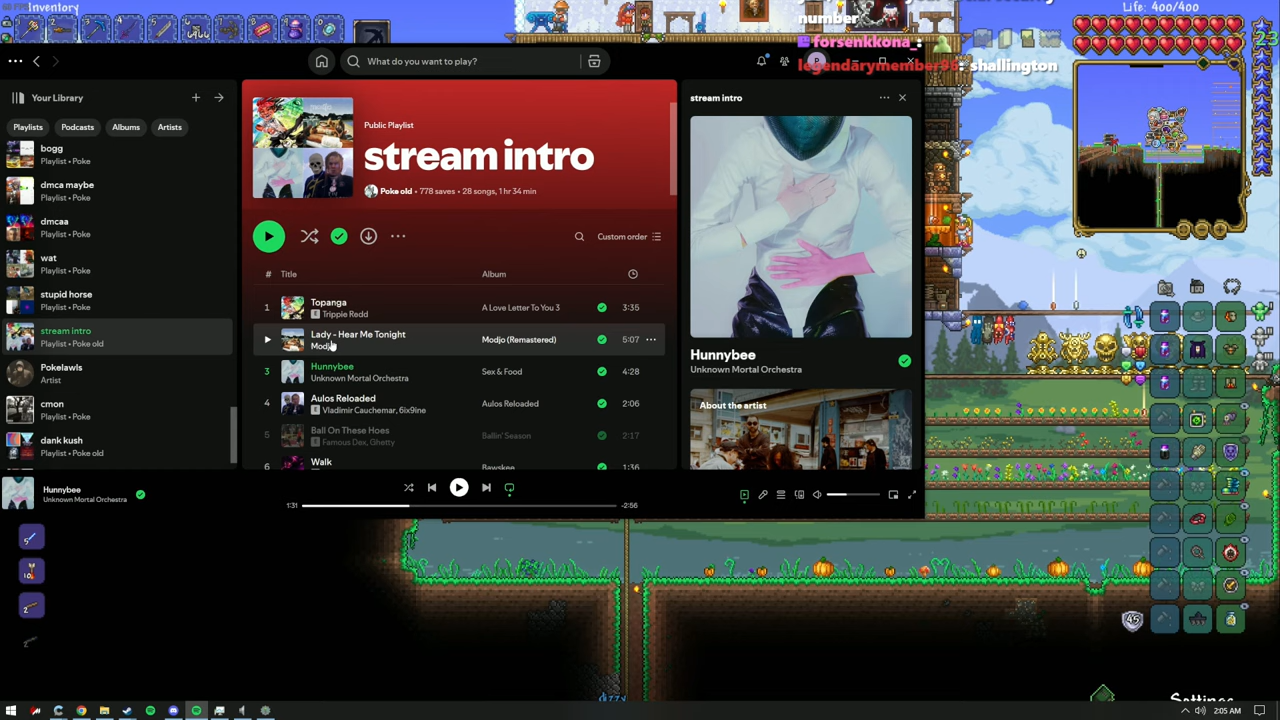 Inventory
Life: 400/400
number
forsenkkona_:
legendarymember96: shallington
What do you want to play?
P
Your Library
Playlists
Podcasts
Albums
Artists
bogg
Playlist • Poke
dmca maybe
Playlist • Poke
dmcaa
Playlist • Poke
wat
Playlist • Poke
stupid horse
Playlist • Poke
stream intro
Playlist • Poke old
Pokelawls
Artist
cmon
Playlist • Poke
dank kush
Playlist • Poke old
Public Playlist
stream intro
Poke old • 778 saves • 28 songs, 1 hr 34 min
Custom order
# Title Album
1 Topanga A Love Letter To You 3 3:35
E Trippie Redd
Lady - Hear Me Tonight Modjo (Remastered) 5:07
Modjo
3 Hunnybee Sex & Food 4:28
Unknown Mortal Orchestra
4 Aulos Reloaded Aulos Reloaded 2:06
E Vladimir Cauchemar, 6ix9ine
5 Ball On These Hoes Ballin' Season 2:17
E Famous Dex, Ghetty
6 Walk Bawskee 1:36
stream intro
Hunnybee
Unknown Mortal Orchestra
About the artist
Hunnybee
Unknown Mortal Orchestra
1:31
-2:56
45
Settings
2:05 AM